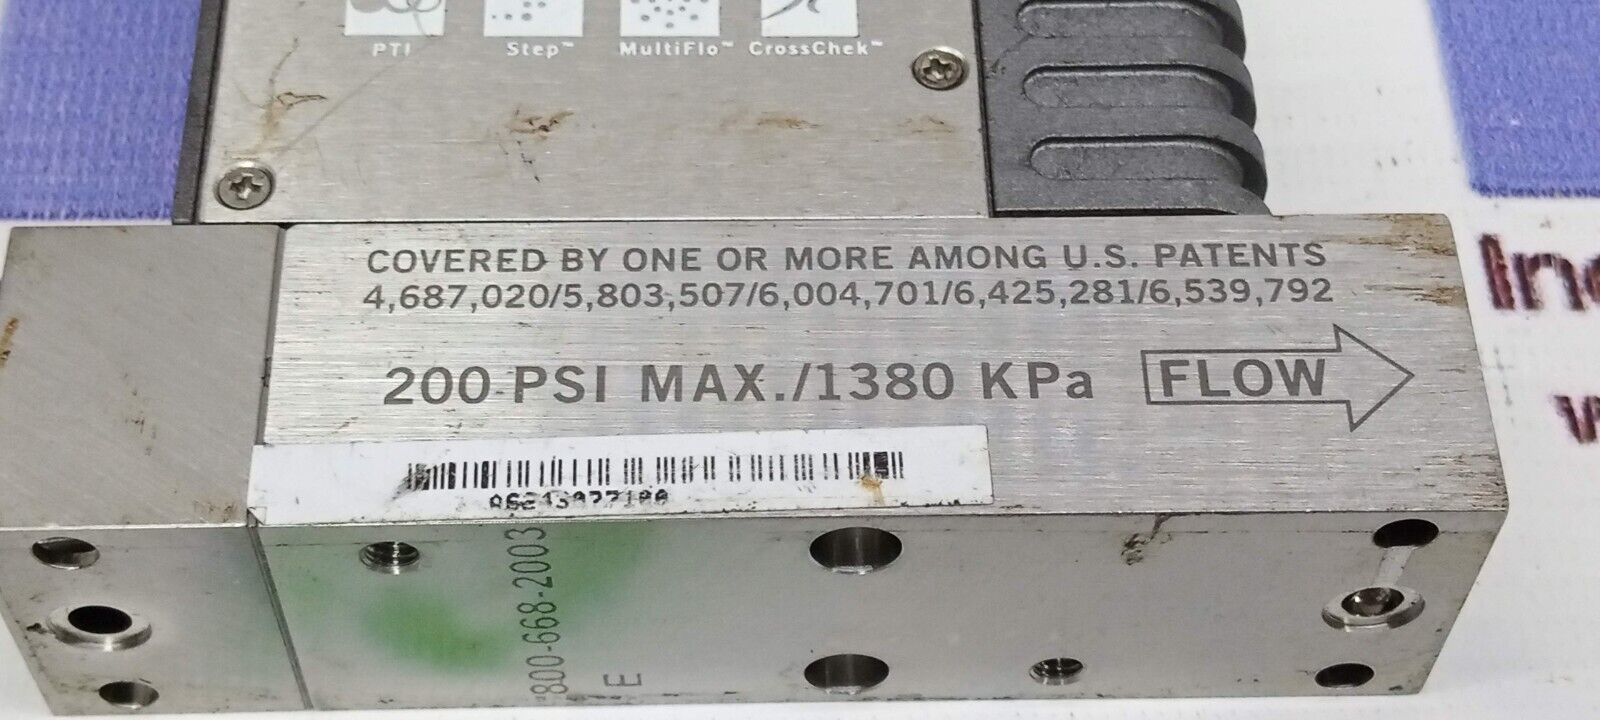 PTI Step™ MultiFlo™ CrossChek™
COVERED BY ONE OR MORE AMONG U.S. PATENTS
4,687,020/5,803,507/6,004,701/6,425,281/6,539,792
200 PSI MAX./1380 KPa FLOW
800-668-2003
E